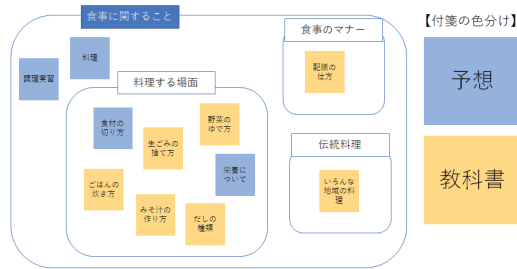 食事に関すること
調理実習
料理
料理する場面
食材の
切り方
生ごみの
捨て方
野菜の
ゆで方
栄養に
ついて
ごはんの
炊き方
みそ汁の
作り方
だしの
種類
食事のマナー
配膳の
仕方
伝統料理
いろんな
地域の料
理
【付箋の色分け】
予想
教科書